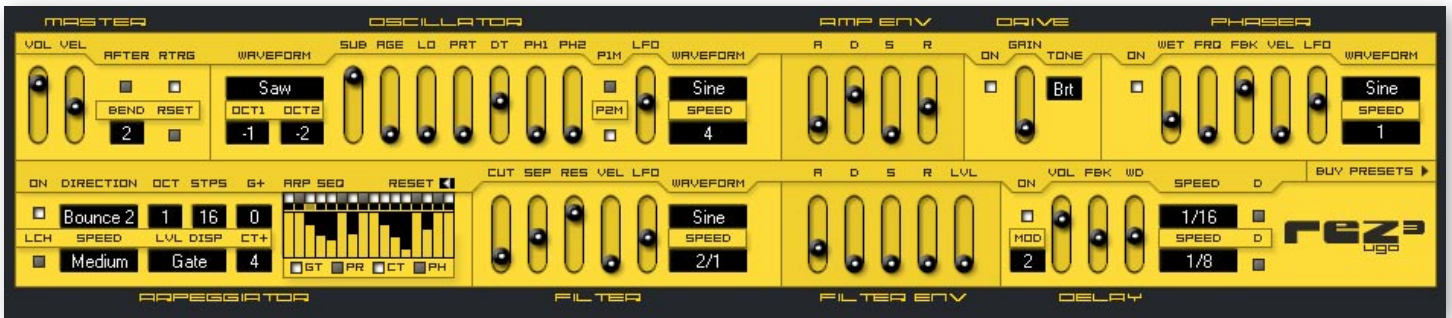 MASTER OSCILLATOR AMP ENV DRIVE PHASER
VOL VEL AFTER RTRG WAVEFORM SUB AGE LO PRT DT PH1 PH2 P1M LFO WAVEFORM A D S R ON GAIN TONE ON WET FRQ FBK VEL LFO WAVEFORM
Saw Sine Brt Sine
BEND RSET OCT1 OCT2 P2M SPEED SPEED
2 -1 -2 4 1
ON DIRECTION OCT STPS G+ ARP SEQ RESET CUT SEP RES VEL LFO WAVEFORM A D S R LVL ON VOL FBK WD SPEED D BUY PRESETS
Bounce 2 1 16 0 Sine 1/16
LCH SPEED LVL DISP CT+ SPEED MOD SPEED D
Medium Gate 4 GT PR CT PH 2/1 2 1/8
rez3
ugo
ARPEGGIATOR FILTER FILTER ENV DELAY